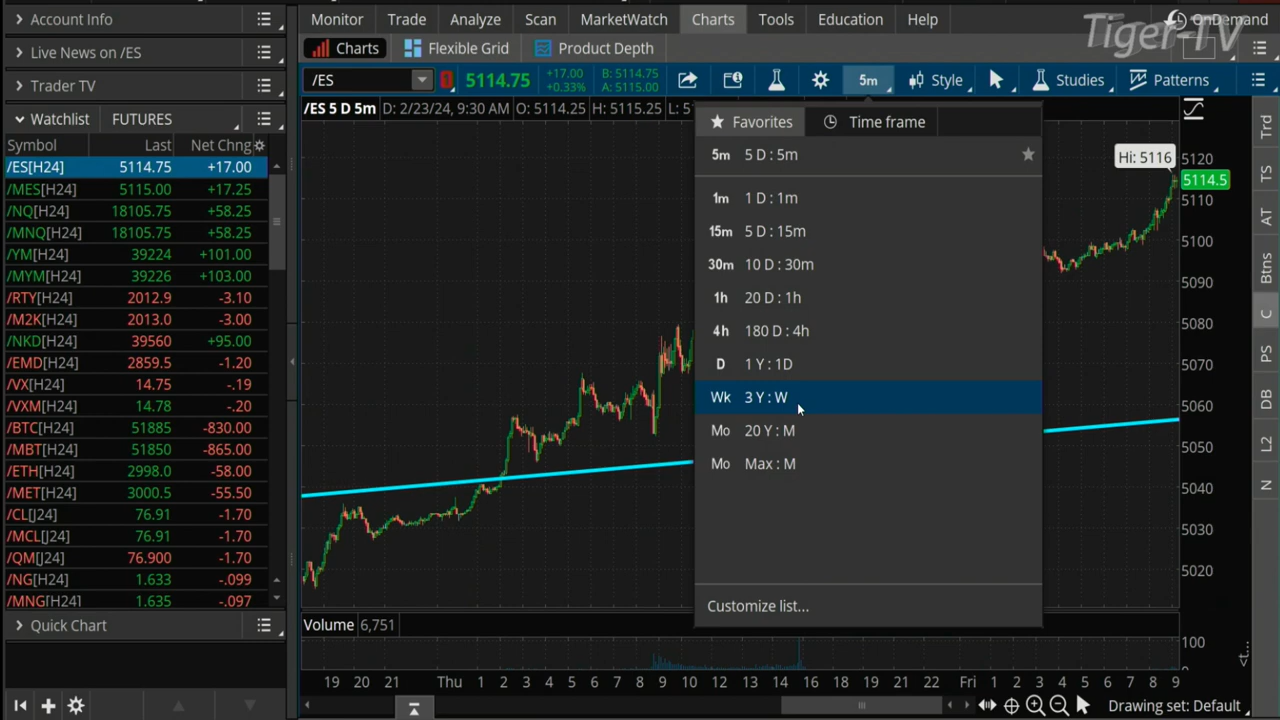 Account Info
Live News on /ES
Trader TV
Watchlist FUTURES
Symbol Last Net Chng
/ES[H24] 5114.75 +17.00
/MES[H24] 5115.00 +17.25
/NQ[H24] 18105.75 +58.25
/MNQ[H24] 18105.75 +58.25
/YM[H24] 39224 +101.00
/MYM[H24] 39226 +103.00
/RTY[H24] 2012.9 -3.10
/M2K[H24] 2013.0 -3.00
/NKD[H24] 39560 +95.00
/EMD[H24] 2859.5 -1.20
/VX[H24] 14.75 -.19
/VXM[H24] 14.78 -.20
/BTC[H24] 51885 -830.00
/MBT[H24] 51850 -865.00
/ETH[H24] 2998.0 -58.00
/MET[H24] 3000.5 -55.50
/CL[J24] 76.91 -1.70
/MCL[J24] 76.91 -1.70
/QM[J24] 76.900 -1.70
/NG[H24] 1.633 -.099
/MNG[H24] 1.635 -.097
Quick Chart
Monitor Trade Analyze Scan MarketWatch Charts Tools Education Help
Tiger-TV
OnDemand
Charts Flexible Grid Product Depth
/ES 5114.75 +17.00 B: 5114.75
+0.33% A: 5115.00
5m Style Studies Patterns
/ES 5 D 5m D: 2/23/24, 9:30 AM O: 5114.25 H: 5115.25 L: 5
Favorites Time frame
5m 5 D : 5m
1m 1 D : 1m
15m 5 D : 15m
30m 10 D : 30m
1h 20 D : 1h
4h 180 D : 4h
D 1 Y : 1D
Wk 3 Y : W
Mo 20 Y : M
Mo Max : M
Customize list...
Hi: 5116
5120
5114.5
5110
5100
5090
5080
5070
5060
5050
5040
5030
5020
Volume 6,751
100
0
19 20 21 Thu 1 2 3 4 5 6 7 8 9 10 11 12 13 14 16 18 19 20 21 22 Fri 1 2 3 4 5 6 7 8 9
Drawing set: Default
Trd
TS
AT
Btns
C
PS
DB
L2
N